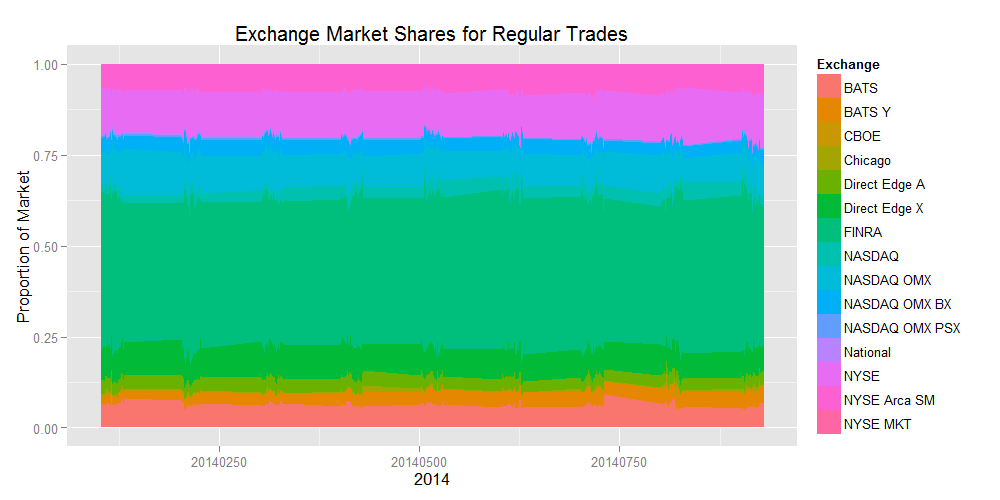 Exchange Market Shares for Regular Trades
Proportion of Market
1.00
0.75
0.50
0.25
0.00
20140250
20140500
20140750
2014
Exchange
BATS
BATS Y
CBOE
Chicago
Direct Edge A
Direct Edge X
FINRA
NASDAQ
NASDAQ OMX
NASDAQ OMX BX
NASDAQ OMX PSX
National
NYSE
NYSE Arca SM
NYSE MKT